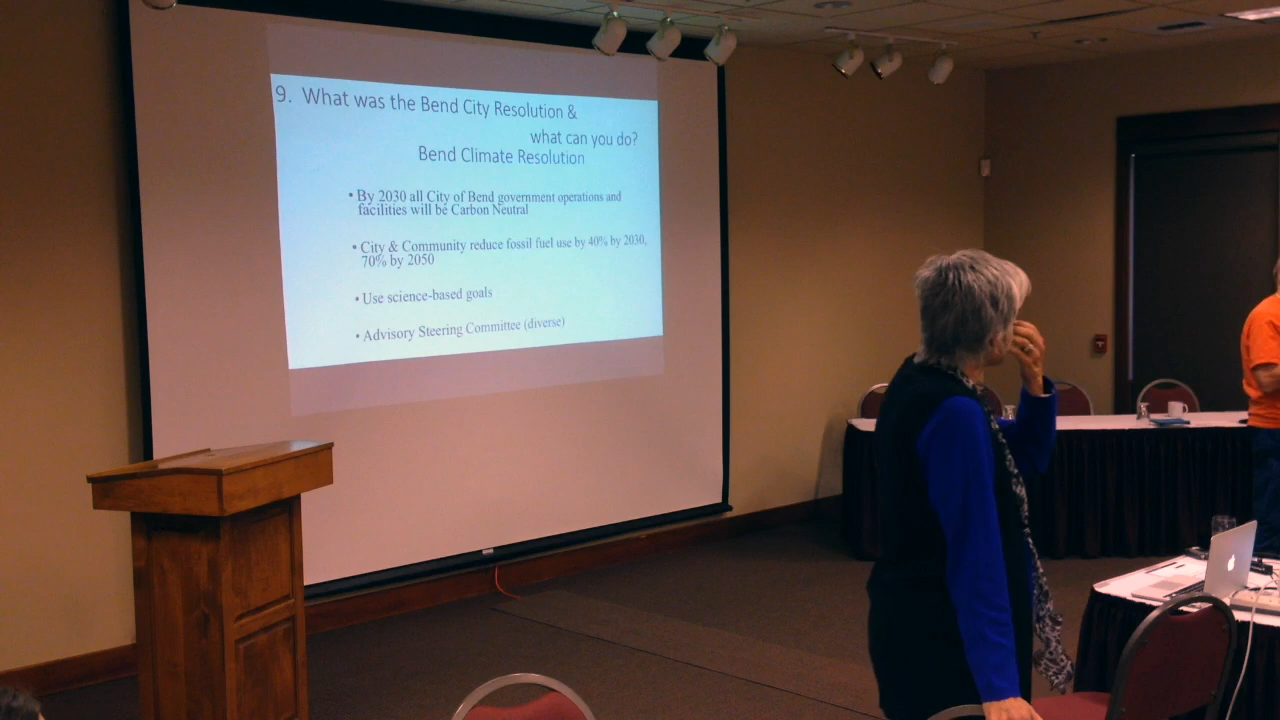 9. What was the Bend City Resolution &
what can you do?
Bend Climate Resolution
• By 2030 all City of Bend government operations and
facilities will be Carbon Neutral
• City & Community reduce fossil fuel use by 40% by 2030,
70% by 2050
• Use science-based goals
• Advisory Steering Committee (diverse)